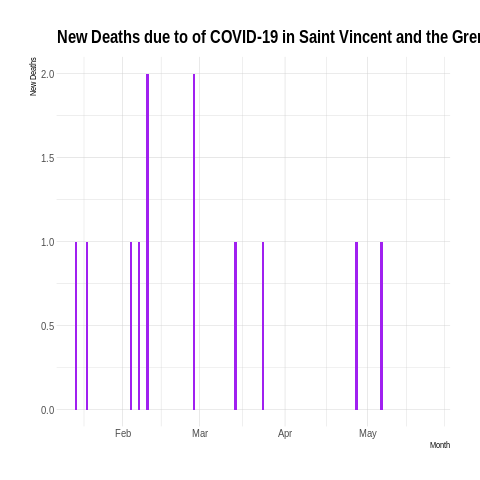 New Deaths due to of COVID-19 in Saint Vincent and the Gre
New Deaths
2.0
1.5
1.0
0.5
0.0
Feb Mar Apr May
Month